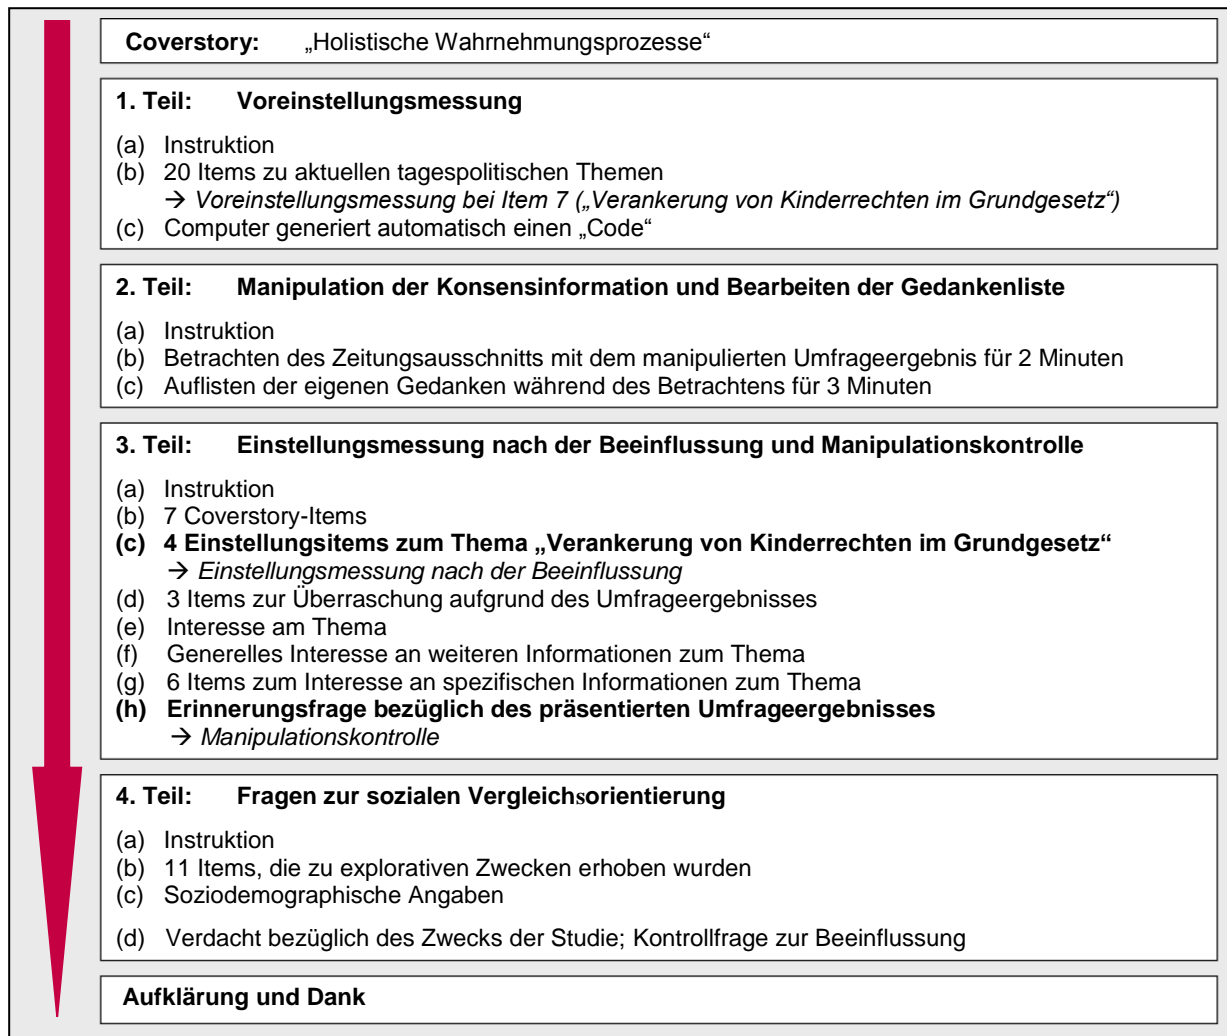 Coverstory: „Holistische Wahrnehmungsprozesse“
1. Teil: Voreinstellungsmessung
(a) Instruktion
(b) 20 Items zu aktuellen tagespolitischen Themen
→ Voreinstellungsmessung bei Item 7 („Verankerung von Kinderrechten im Grundgesetz“)
(c) Computer generiert automatisch einen „Code“
2. Teil: Manipulation der Konsensinformation und Bearbeiten der Gedankenliste
(a) Instruktion
(b) Betrachten des Zeitungsausschnitts mit dem manipulierten Umfrageergebnis für 2 Minuten
(c) Auflisten der eigenen Gedanken während des Betrachtens für 3 Minuten
3. Teil: Einstellungsmessung nach der Beeinflussung und Manipulationskontrolle
(a) Instruktion
(b) 7 Coverstory-Items
(c) 4 Einstellungsitems zum Thema „Verankerung von Kinderrechten im Grundgesetz“
→ Einstellungsmessung nach der Beeinflussung
(d) 3 Items zur Überraschung aufgrund des Umfrageergebnisses
(e) Interesse am Thema
(f) Generelles Interesse an weiteren Informationen zum Thema
(g) 6 Items zum Interesse an spezifischen Informationen zum Thema
(h) Erinnerungsfrage bezüglich des präsentierten Umfrageergebnisses
→ Manipulationskontrolle
4. Teil: Fragen zur sozialen Vergleichsorientierung
(a) Instruktion
(b) 11 Items, die zu explorativen Zwecken erhoben wurden
(c) Soziodemographische Angaben
(d) Verdacht bezüglich des Zwecks der Studie; Kontrollfrage zur Beeinflussung
Aufklärung und Dank